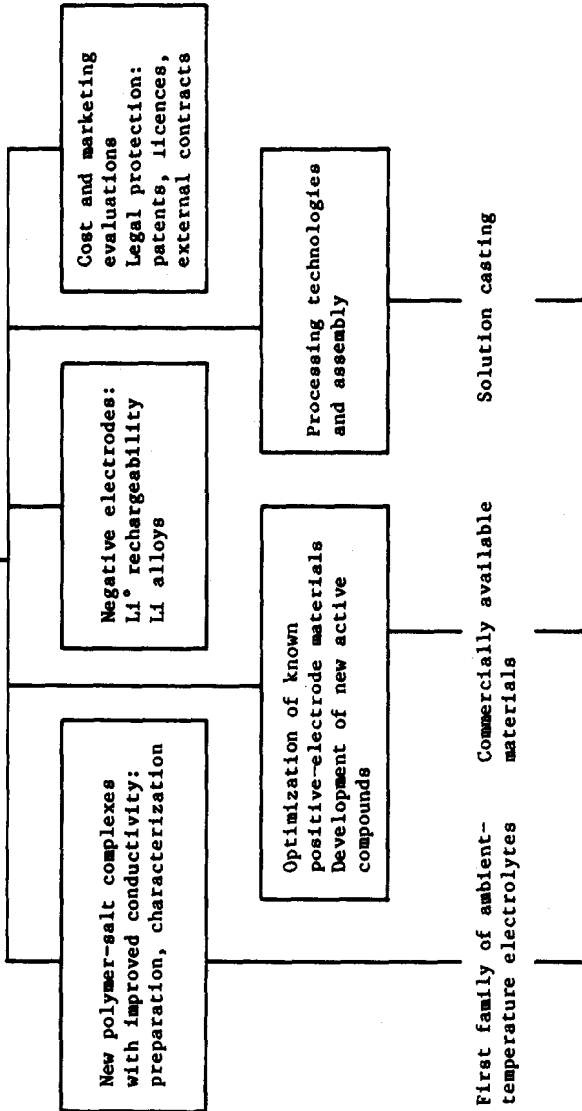 New polymer-salt complexes
with improved conductivity:
preparation, characterization
Negative electrodes:
Li° rechargeability
Li alloys
Cost and marketing
evaluations
Legal protection:
patents, licences,
external contracts
Optimization of known
positive-electrode materials
Development of new active
compounds
Processing technologies
and assembly
First family of ambient-
temperature electrolytes
Commercially available
materials
Solution casting